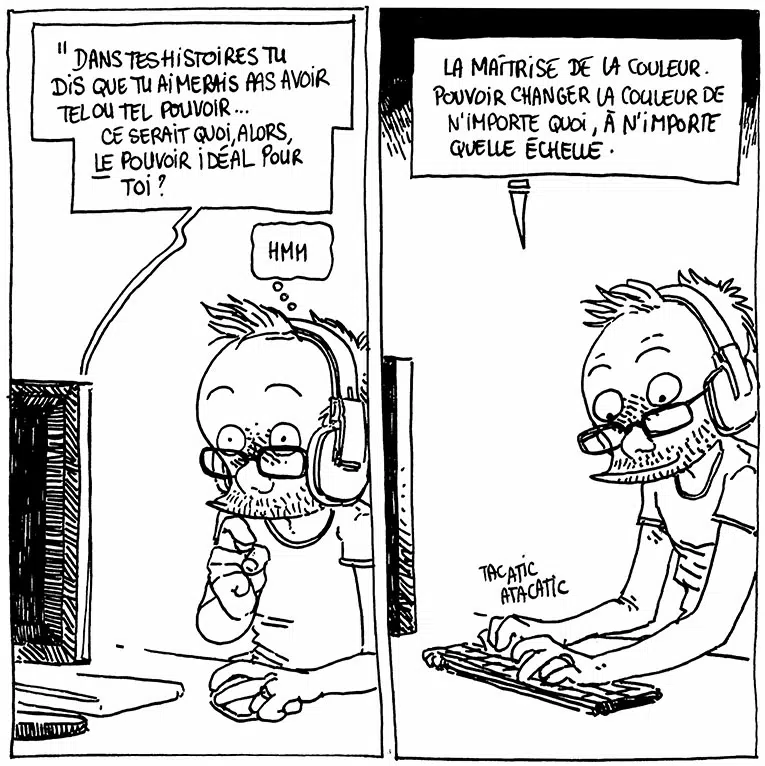 " DANS TES HISTOIRES TU
DIS QUE TU AIMERAIS PAS AVOIR
TEL OU TEL POUVOIR...
CE SERAIT QUOI, ALORS,
LE POUVOIR IDÉAL POUR
TOI ?
HMM
LA MAÎTRISE DE LA COULEUR.
POUVOIR CHANGER LA COULEUR DE
N'IMPORTE QUOI, À N'IMPORTE
QUELLE ÉCHELLE.
TACATIC
ATACATIC